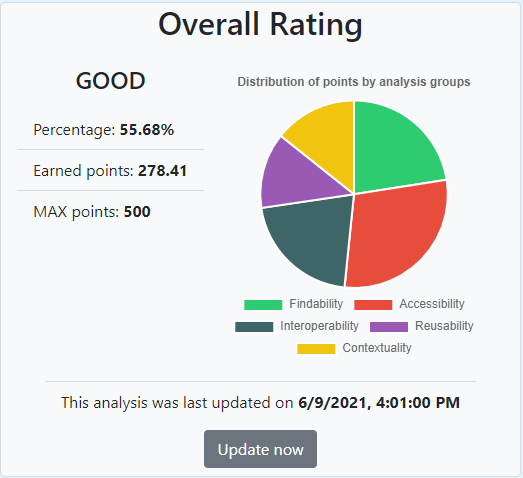 Overall Rating
GOOD
Percentage: 55.68%
Earned points: 278.41
MAX points: 500
Distribution of points by analysis groups
Findability
Accessibility
Interoperability
Reusability
Contextuality
This analysis was last updated on 6/9/2021, 4:01:00 PM
Update now